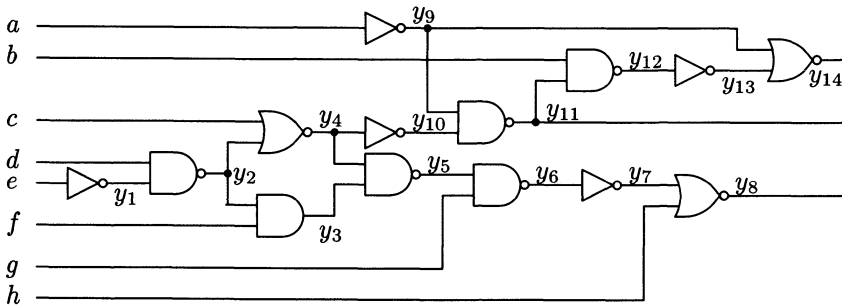 a
y₉
b
y₁₂
y₁₃
y₁₄
c
y₄
y₁₀
y₁₁
d
e
y₁
y₂
y₅
y₆
y₇
y₈
f
y₃
g
h